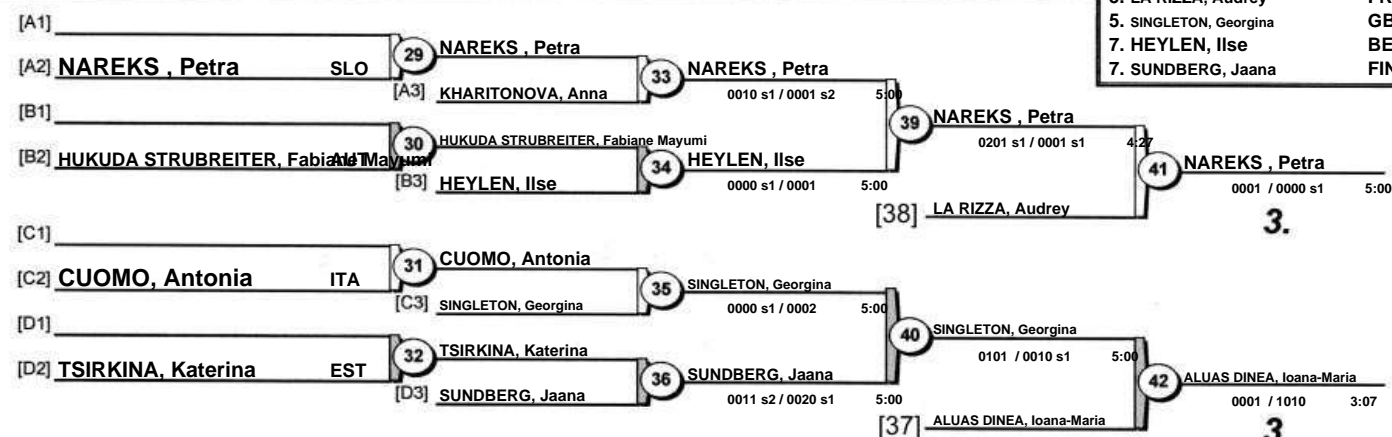 5. SINGLETON, Georgina GB
7. HEYLEN, Ilse BE
7. SUNDBERG, Jaana FIN
[A1]
[A2] NAREKS , Petra SLO
29 NAREKS , Petra
[A3] KHARITONOVA, Anna
33 NAREKS , Petra
0010 s1 / 0001 s2 5:00
[B1]
[B2] HUKUDA STRUBREITER, Fabiane Mayumi AUT
30 HUKUDA STRUBREITER, Fabiane Mayumi
[B3] HEYLEN, Ilse
34 HEYLEN, Ilse
0000 s1 / 0001 5:00
39 NAREKS , Petra
0201 s1 / 0001 s1 4:27
[38] LA RIZZA, Audrey
41 NAREKS , Petra
0001 / 0000 s1 5:00
3.
[C1]
[C2] CUOMO, Antonia ITA
31 CUOMO, Antonia
[C3] SINGLETON, Georgina
35 SINGLETON, Georgina
0000 s1 / 0002 5:00
[D1]
[D2] TSIRKINA, Katerina EST
32 TSIRKINA, Katerina
[D3] SUNDBERG, Jaana
36 SUNDBERG, Jaana
0011 s2 / 0020 s1 5:00
40 SINGLETON, Georgina
0101 / 0010 s1 5:00
[37] ALUAS DINEA, Ioana-Maria
42 ALUAS DINEA, Ioana-Maria
0001 / 1010 3:07
3